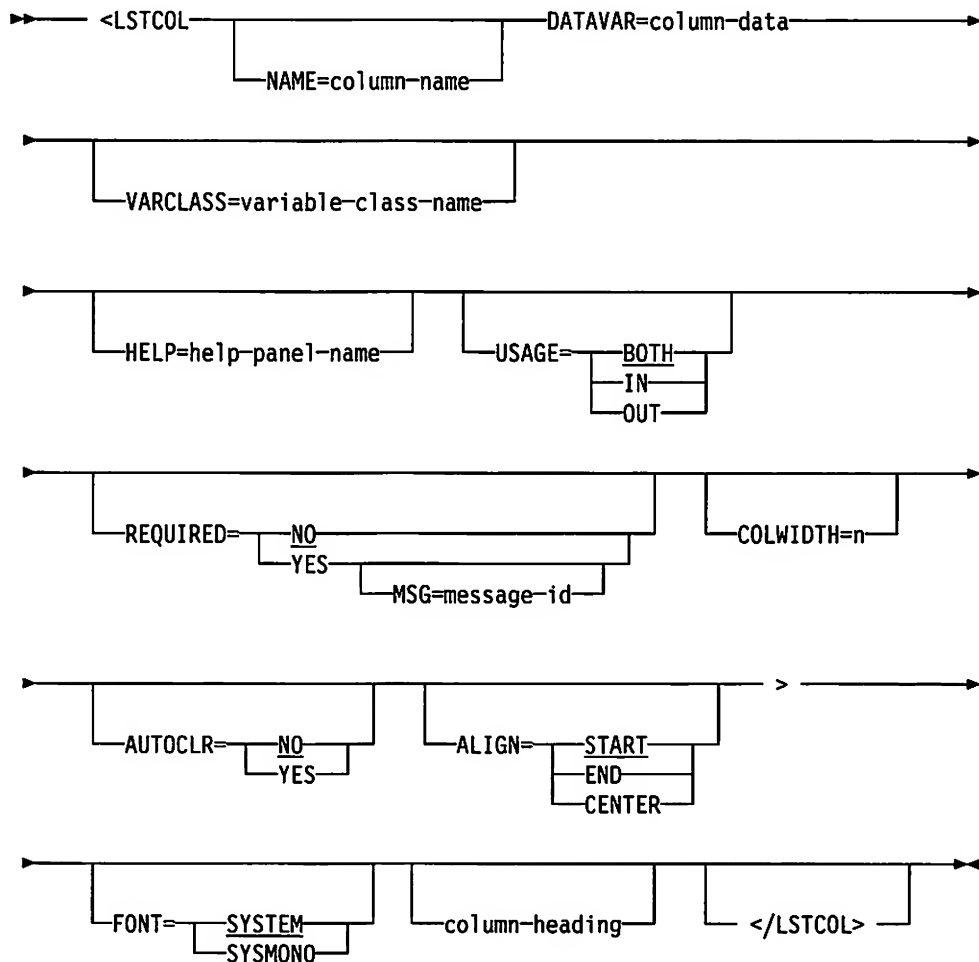 <LSTCOL DATAVAR=column-data
NAME=column-name
VARCLASS=variable-class-name
HELP=help-panel-name USAGE= BOTH
IN
OUT
REQUIRED= NO COLWIDTH=n
YES
MSG=message-id
>
AUTOCLR= NO ALIGN= START
YES END
CENTER
FONT= SYSTEM column-heading </LSTCOL>
SYSMONO